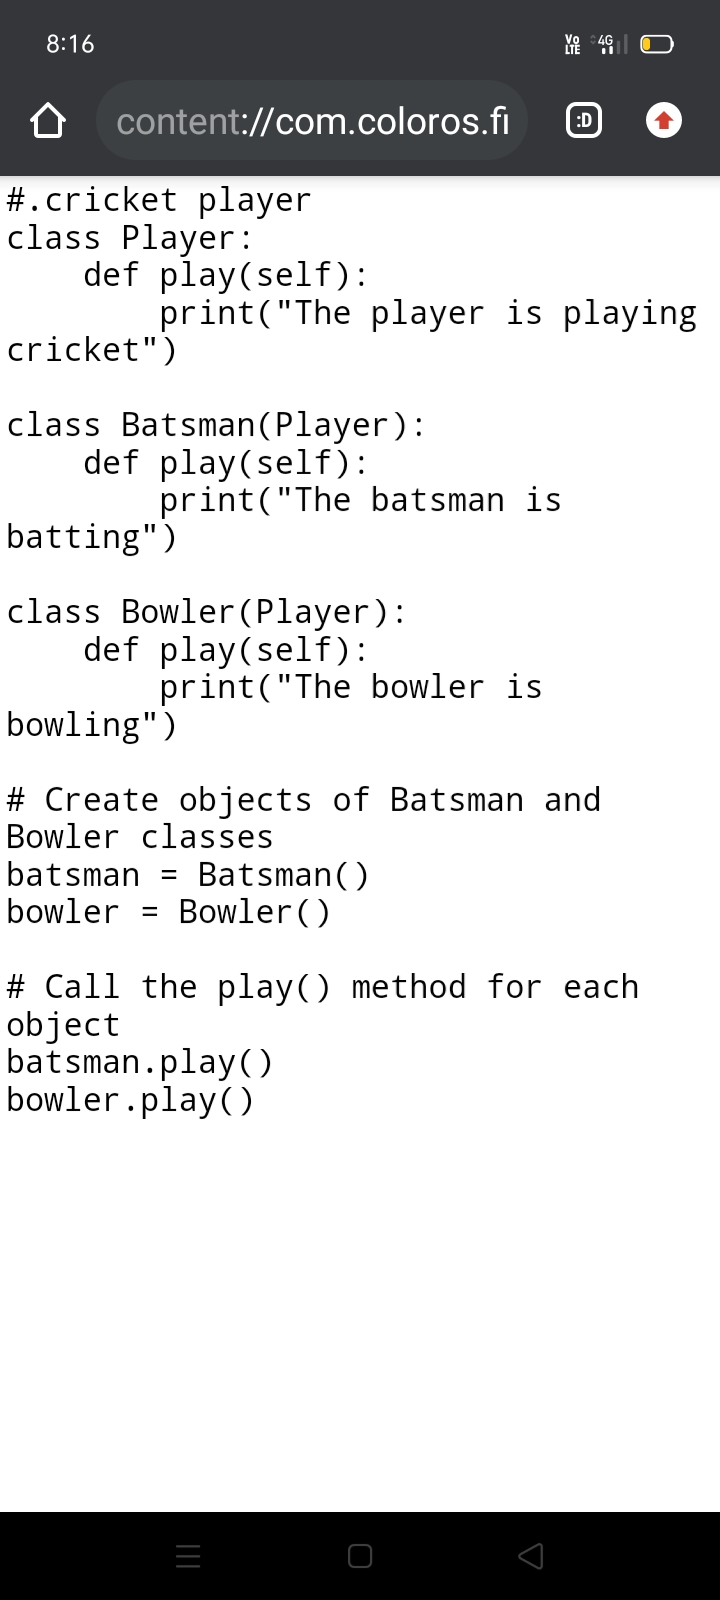 8:16
Vo
LTE
4G
content://com.coloros.fi
:D
#.cricket player
class Player:
    def play(self):
        print("The player is playing
cricket")

class Batsman(Player):
    def play(self):
        print("The batsman is
batting")

class Bowler(Player):
    def play(self):
        print("The bowler is
bowling")

# Create objects of Batsman and
Bowler classes
batsman = Batsman()
bowler = Bowler()

# Call the play() method for each
object
batsman.play()
bowler.play()